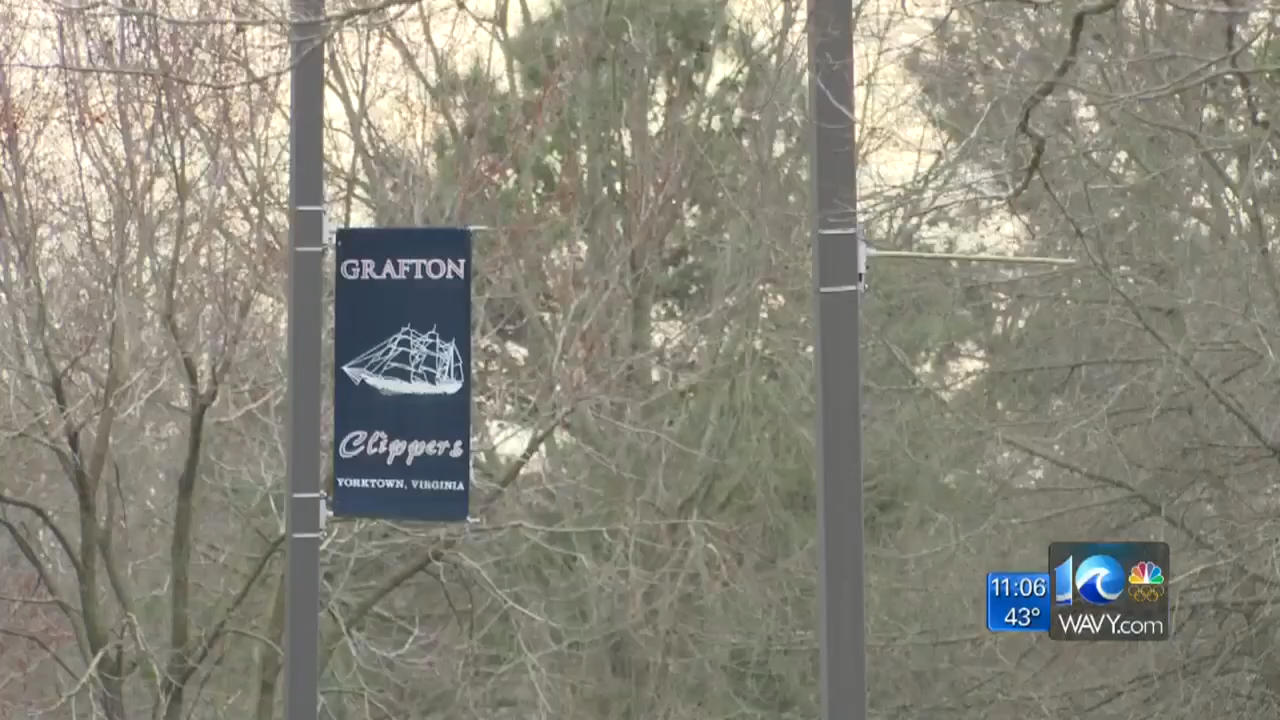 GRAFTON
Clippers
YORKTOWN, VIRGINIA
11:06
43°
10
WAVY.com